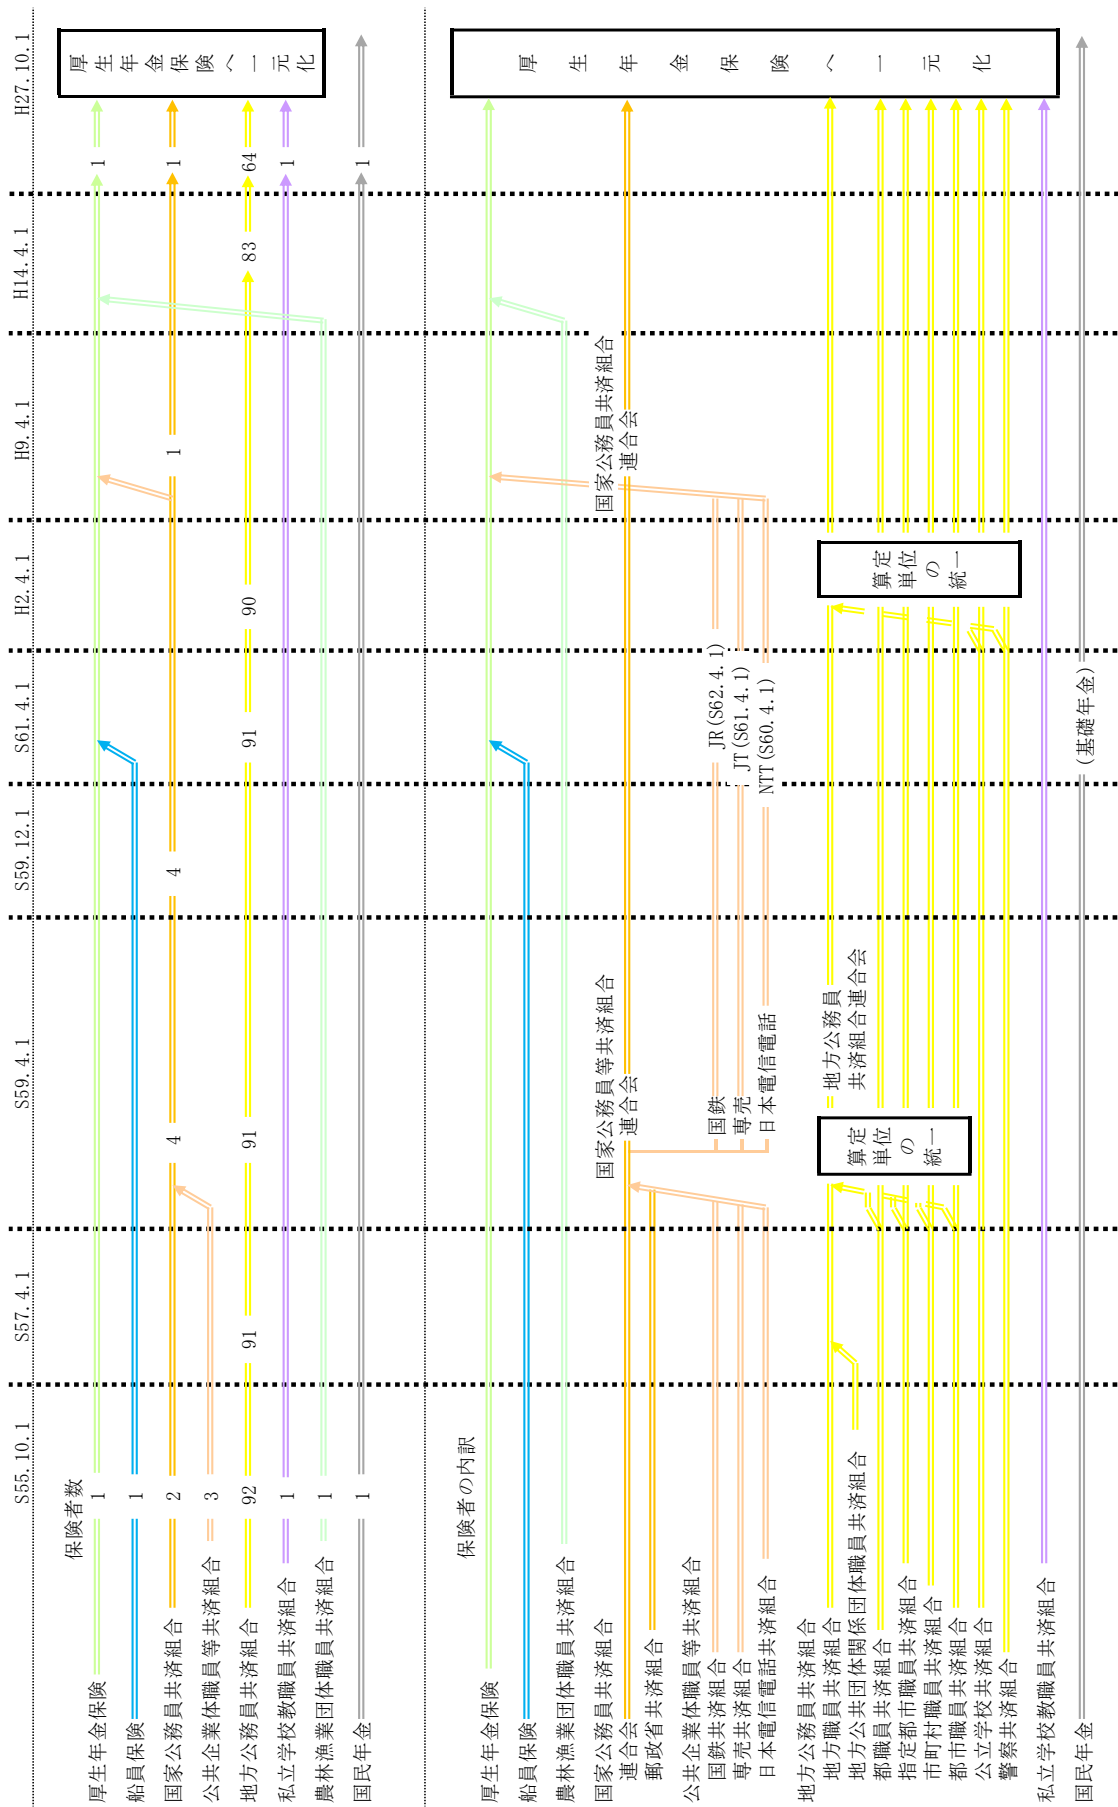 S55.10.1
S57.4.1
S59.4.1
S59.12.1
S61.4.1
H2.4.1
H9.4.1
H14.4.1
H27.10.1
保険者数
厚生年金保険
1
1
船員保険
1
国家公務員共済組合
2
4
4
1
1
公共企業体職員等共済組合
3
地方公務員共済組合
92
91
91
91
90
83
64
私立学校教職員共済組合
1
1
農林漁業団体職員共済組合
1
国民年金
1
1
厚生年金保険へ一元化
保険者の内訳
厚生年金保険
船員保険
農林漁業団体職員共済組合
国家公務員共済組合
連合会
国家公務員等共済組合
連合会
国家公務員共済組合
連合会
郵政省共済組合
公共企業体職員等共済組合
国鉄共済組合
国鉄
JR(S62.4.1)
専売共済組合
専売
JT(S61.4.1)
日本電信電話共済組合
日本電信電話
NTT(S60.4.1)
地方公務員共済組合
地方職員共済組合
地方公務員
共済組合連合会
地方公共団体関係団体職員共済組合
都職員共済組合
指定都市職員共済組合
市町村職員共済組合
都市職員共済組合
公立学校共済組合
警察共済組合
算定
単位
の
統一
算定
単位
の
統一
私立学校教職員共済組合
国民年金
(基礎年金)
厚生年金保険へ一元化